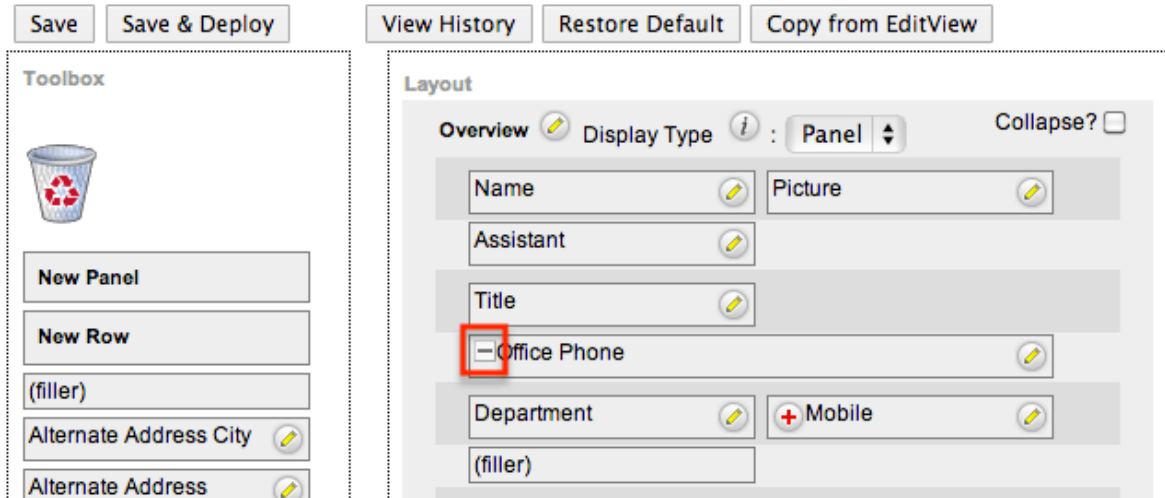 Save Save & Deploy View History Restore Default Copy from EditView
Toolbox
New Panel
New Row
(filler)
Alternate Address City
Alternate Address
Layout
Overview Display Type i : Panel Collapse?
Name Picture
Assistant
Title
Office Phone
Department Mobile
(filler)